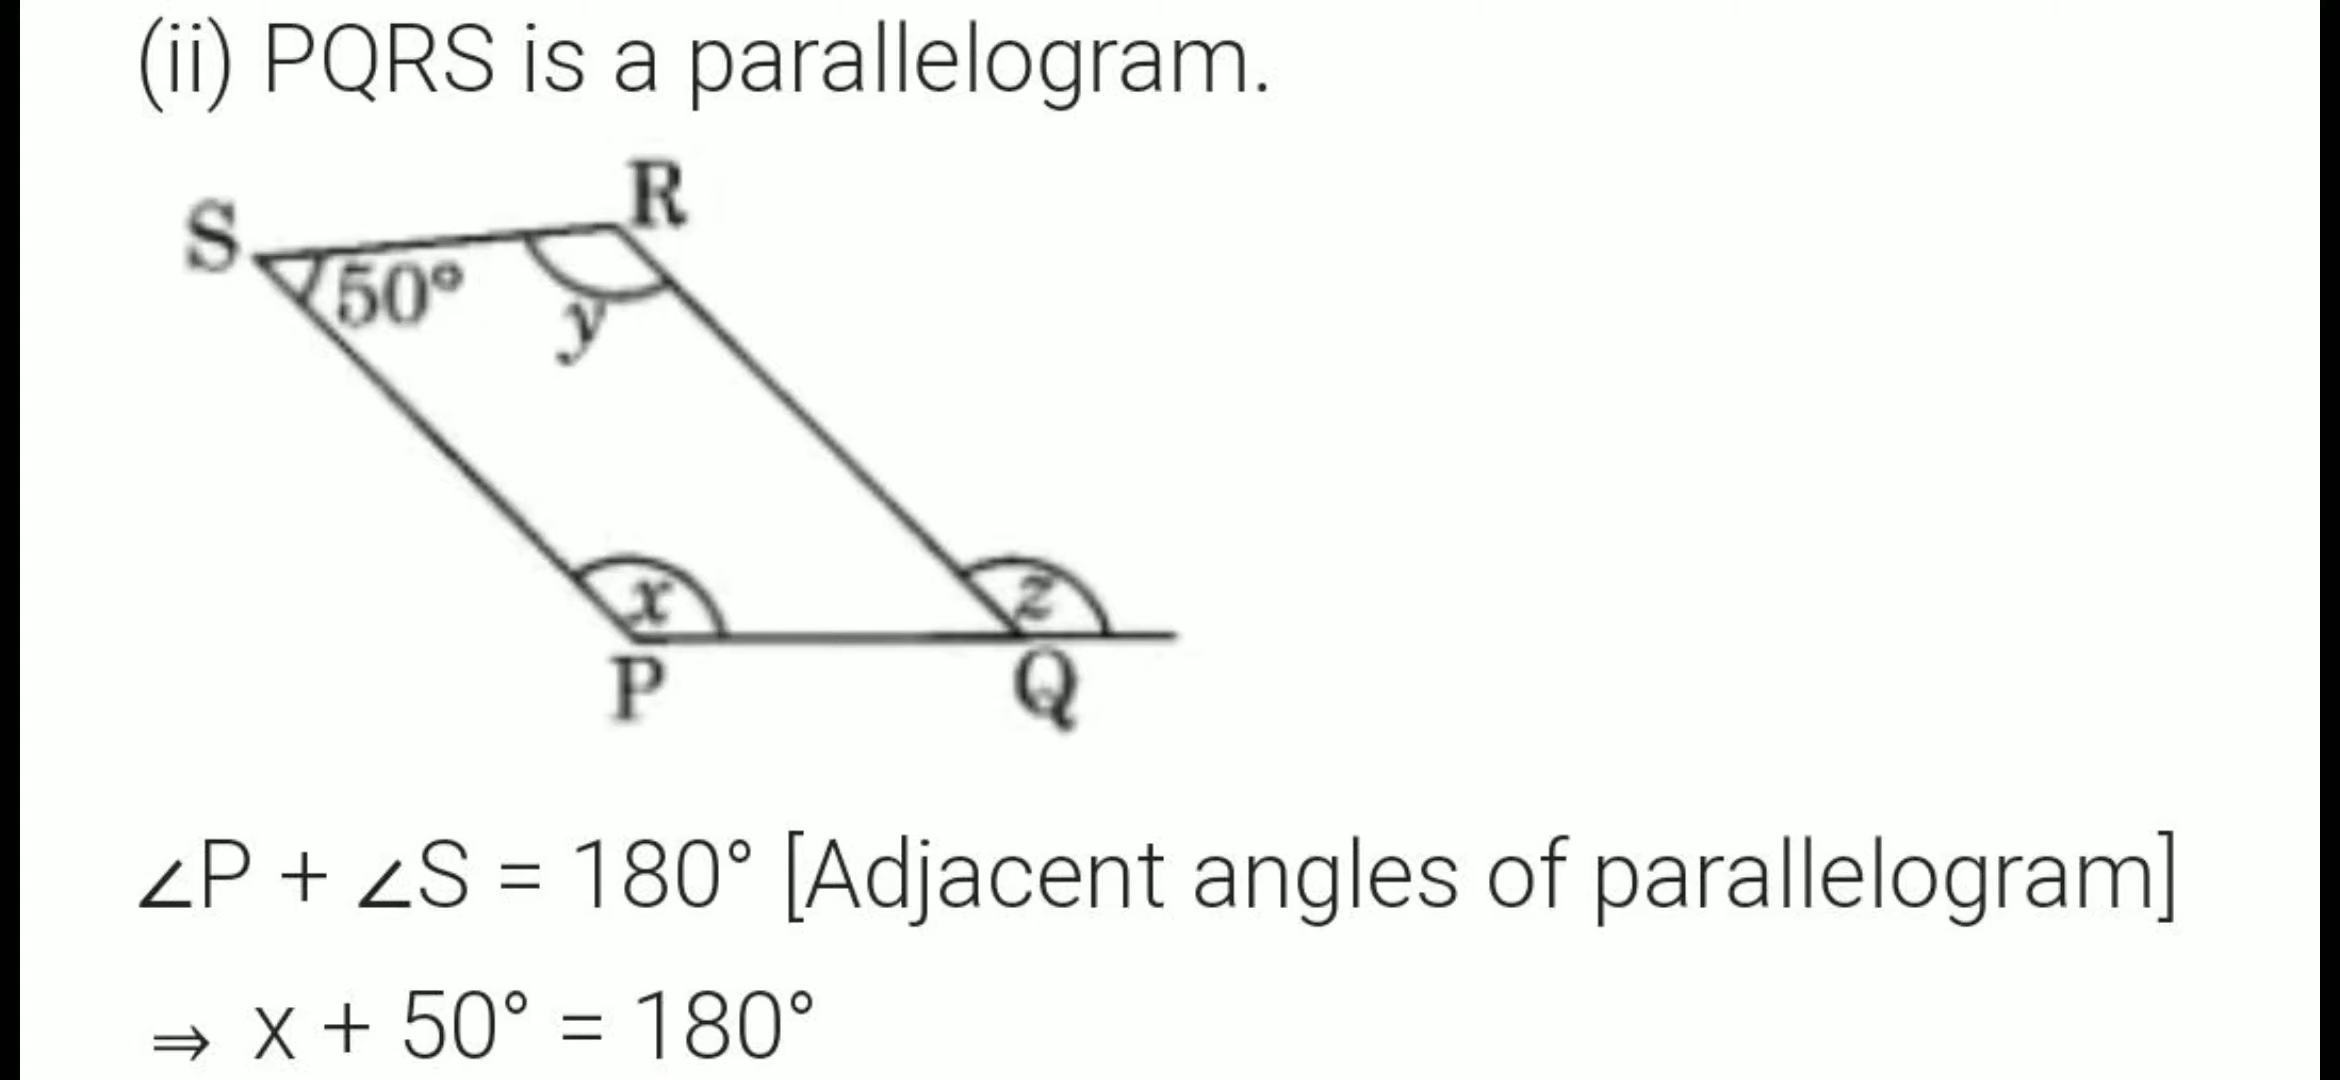 (ii) PQRS is a parallelogram.
S
R
50°
y
x
z
P
Q
∠P + ∠S = 180° [Adjacent angles of parallelogram]
⇒ x + 50° = 180°